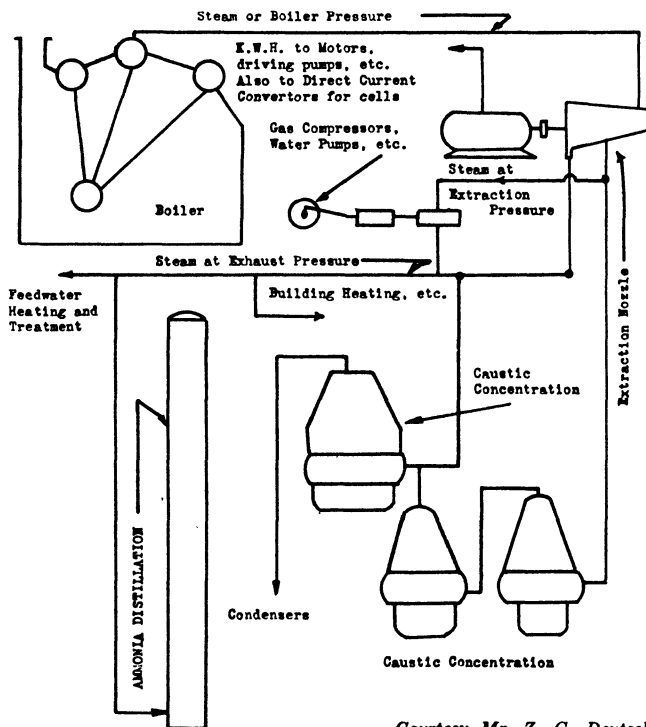 Steam or Boiler Pressure
K.W.H. to Motors,
driving pumps, etc.
Also to Direct Current
Convertors for cells
Gas Compressors,
Water Pumps, etc.
Boiler
Steam at
Extraction
Pressure
Steam at Exhaust Pressure
Feedwater
Heating and
Treatment
Building Heating, etc.
Extraction Nozzle
Caustic
Concentration
AMMONIA DISTILLATION
Condensers
Caustic Concentration